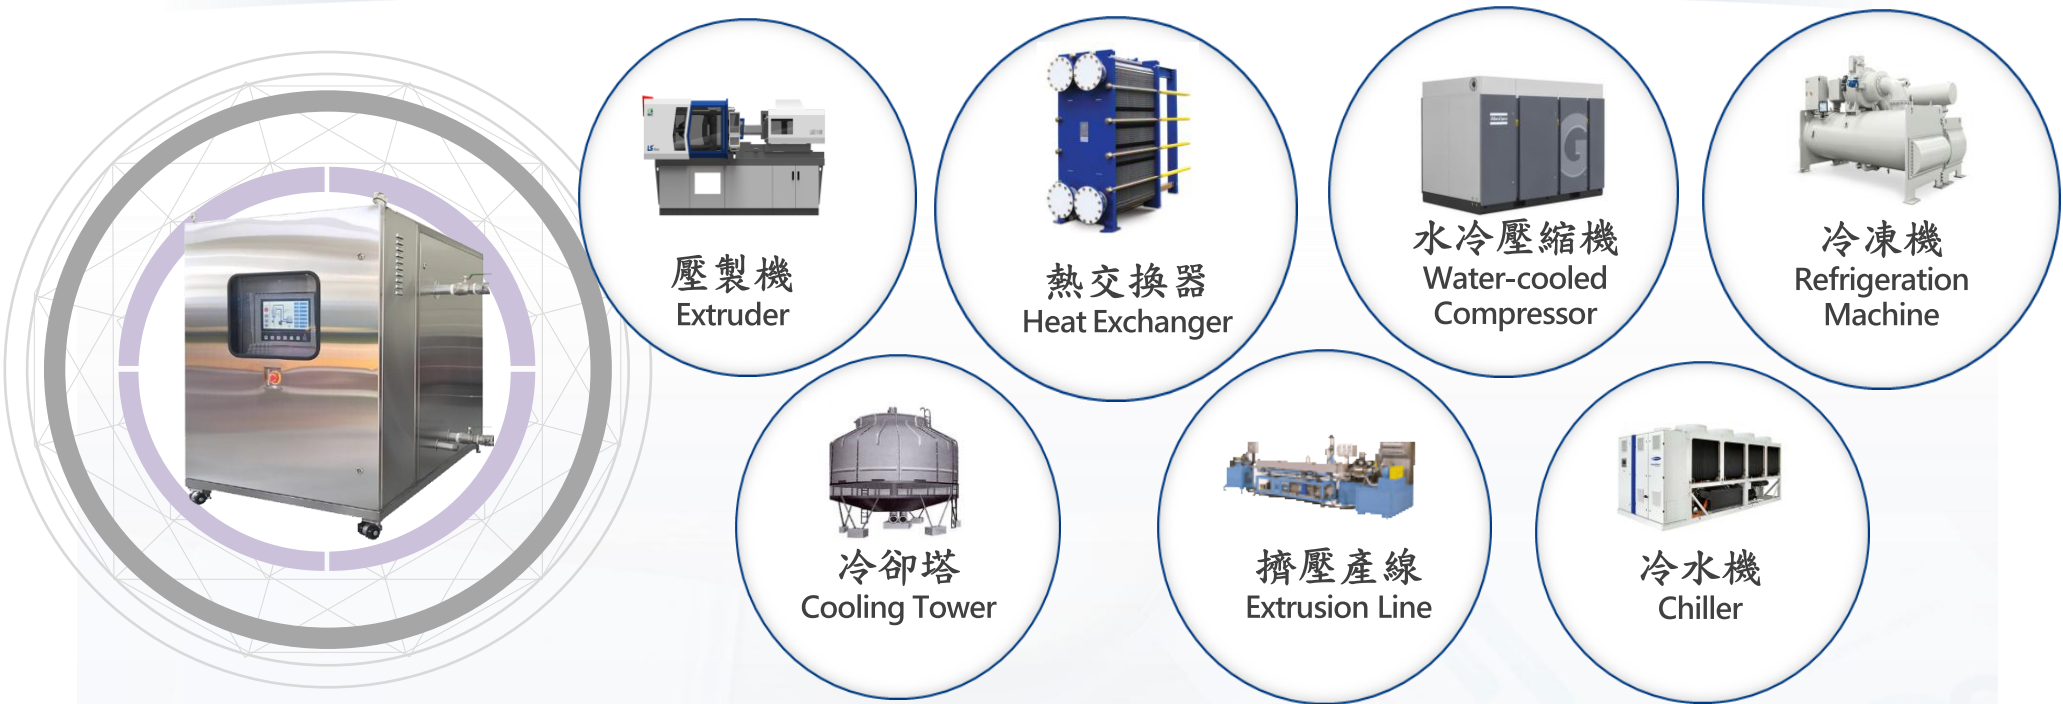 壓製機
Extruder
熱交換器
Heat Exchanger
水冷壓縮機
Water-cooled
Compressor
G
冷凍機
Refrigeration
Machine
冷卻塔
Cooling Tower
擠壓產線
Extrusion Line
冷水機
Chiller